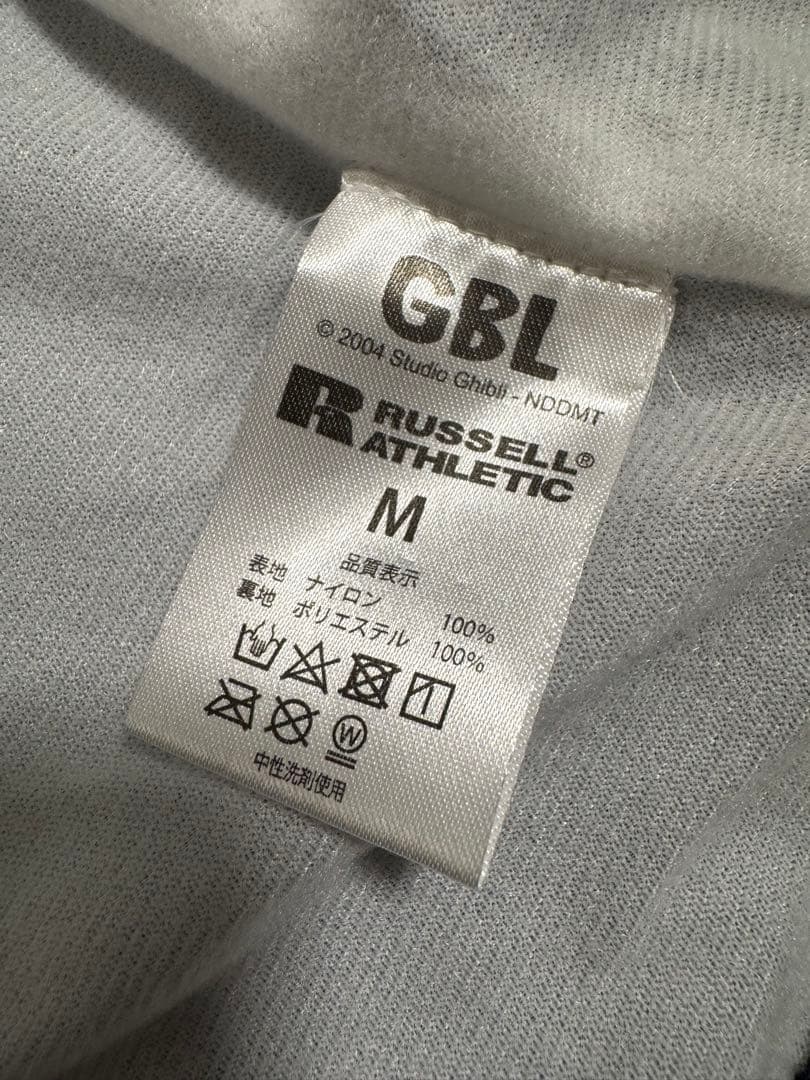 GBL
© 2004 Studio Ghibli - NDDMT
RUSSELL®
ATHLETIC
M
品質表示
表地 ナイロン 100%
裏地 ポリエステル 100%
W
中性洗剤使用